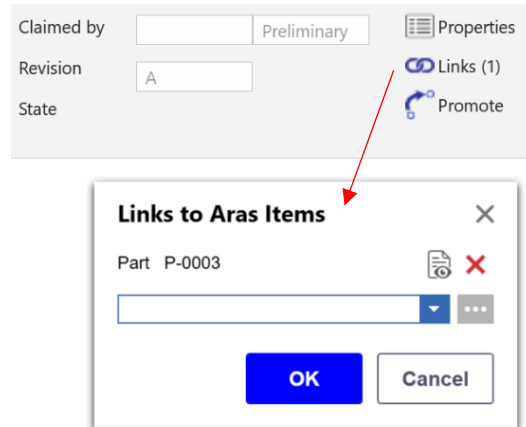 Claimed by Preliminary Properties
Revision A Links (1)
State Promote
Links to Aras Items
Part P-0003
OK Cancel